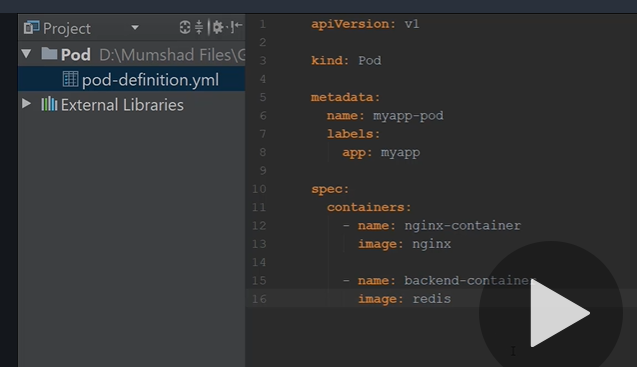 Project
Pod D:\Mumshad Files\G
pod-definition.yml
External Libraries
1 apiVersion: v1
2
3 kind: Pod
4
5 metadata:
6 name: myapp-pod
7 labels:
8 app: myapp
9
10 spec:
11 containers:
12 - name: nginx-container
13 image: nginx
14
15 - name: backend-container
16 image: redis